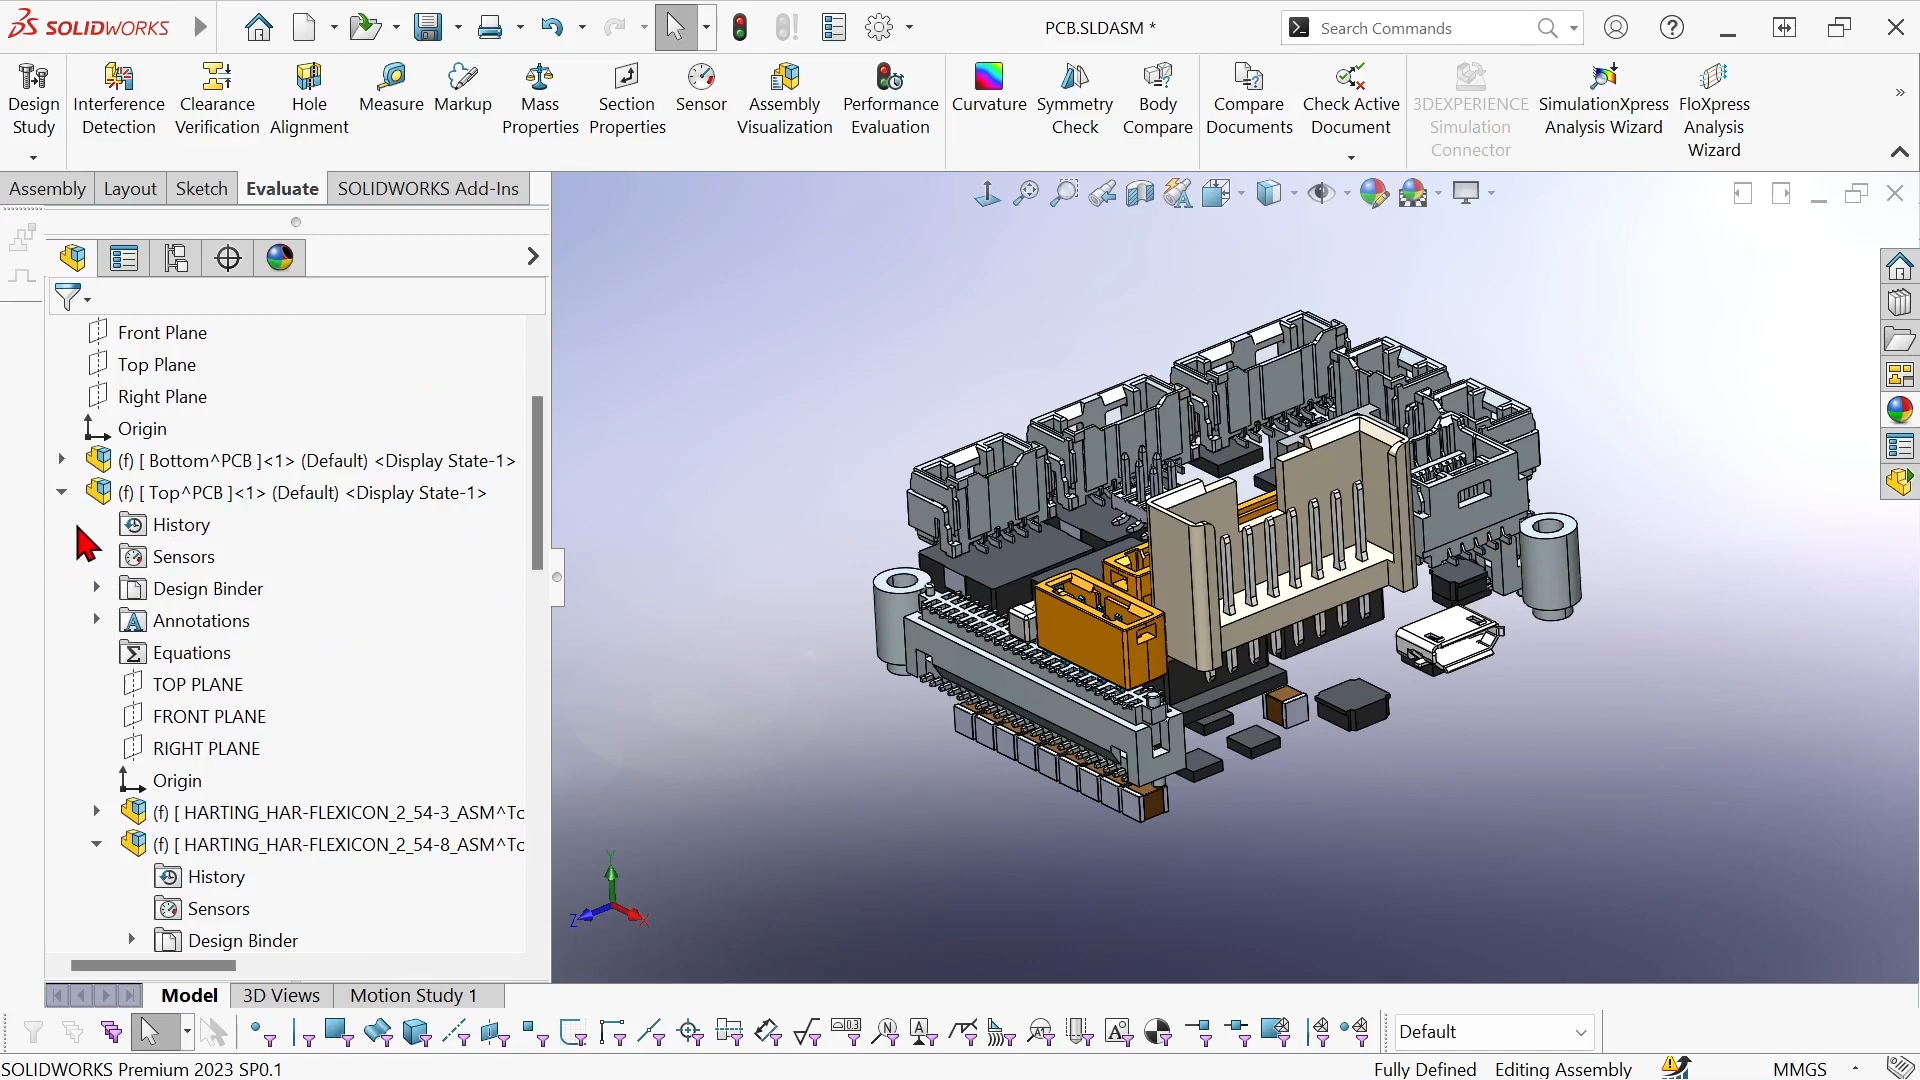 SOLIDWORKS
PCB.SLDASM *
Search Commands
Design Study
Interference Detection
Clearance Verification
Hole Alignment
Measure
Markup
Mass Properties
Section Properties
Sensor
Assembly Visualization
Performance Evaluation
Curvature
Symmetry Check
Body Compare
Compare Documents
Check Active Document
3DEXPERIENCE Simulation Connector
SimulationXpress Analysis Wizard
FloXpress Analysis Wizard
Assembly
Layout
Sketch
Evaluate
SOLIDWORKS Add-Ins
Front Plane
Top Plane
Right Plane
Origin
(f) [ Bottom^PCB ]<1> (Default) <Display State-1>
(f) [ Top^PCB ]<1> (Default) <Display State-1>
History
Sensors
Design Binder
Annotations
Equations
TOP PLANE
FRONT PLANE
RIGHT PLANE
Origin
(f) [ HARTING_HAR-FLEXICON_2_54-3_ASM^To
(f) [ HARTING_HAR-FLEXICON_2_54-8_ASM^To
History
Sensors
Design Binder
Y
Z
X
Model
3D Views
Motion Study 1
Default
SOLIDWORKS Premium 2023 SP0.1
Fully Defined
Editing Assembly
MMGS